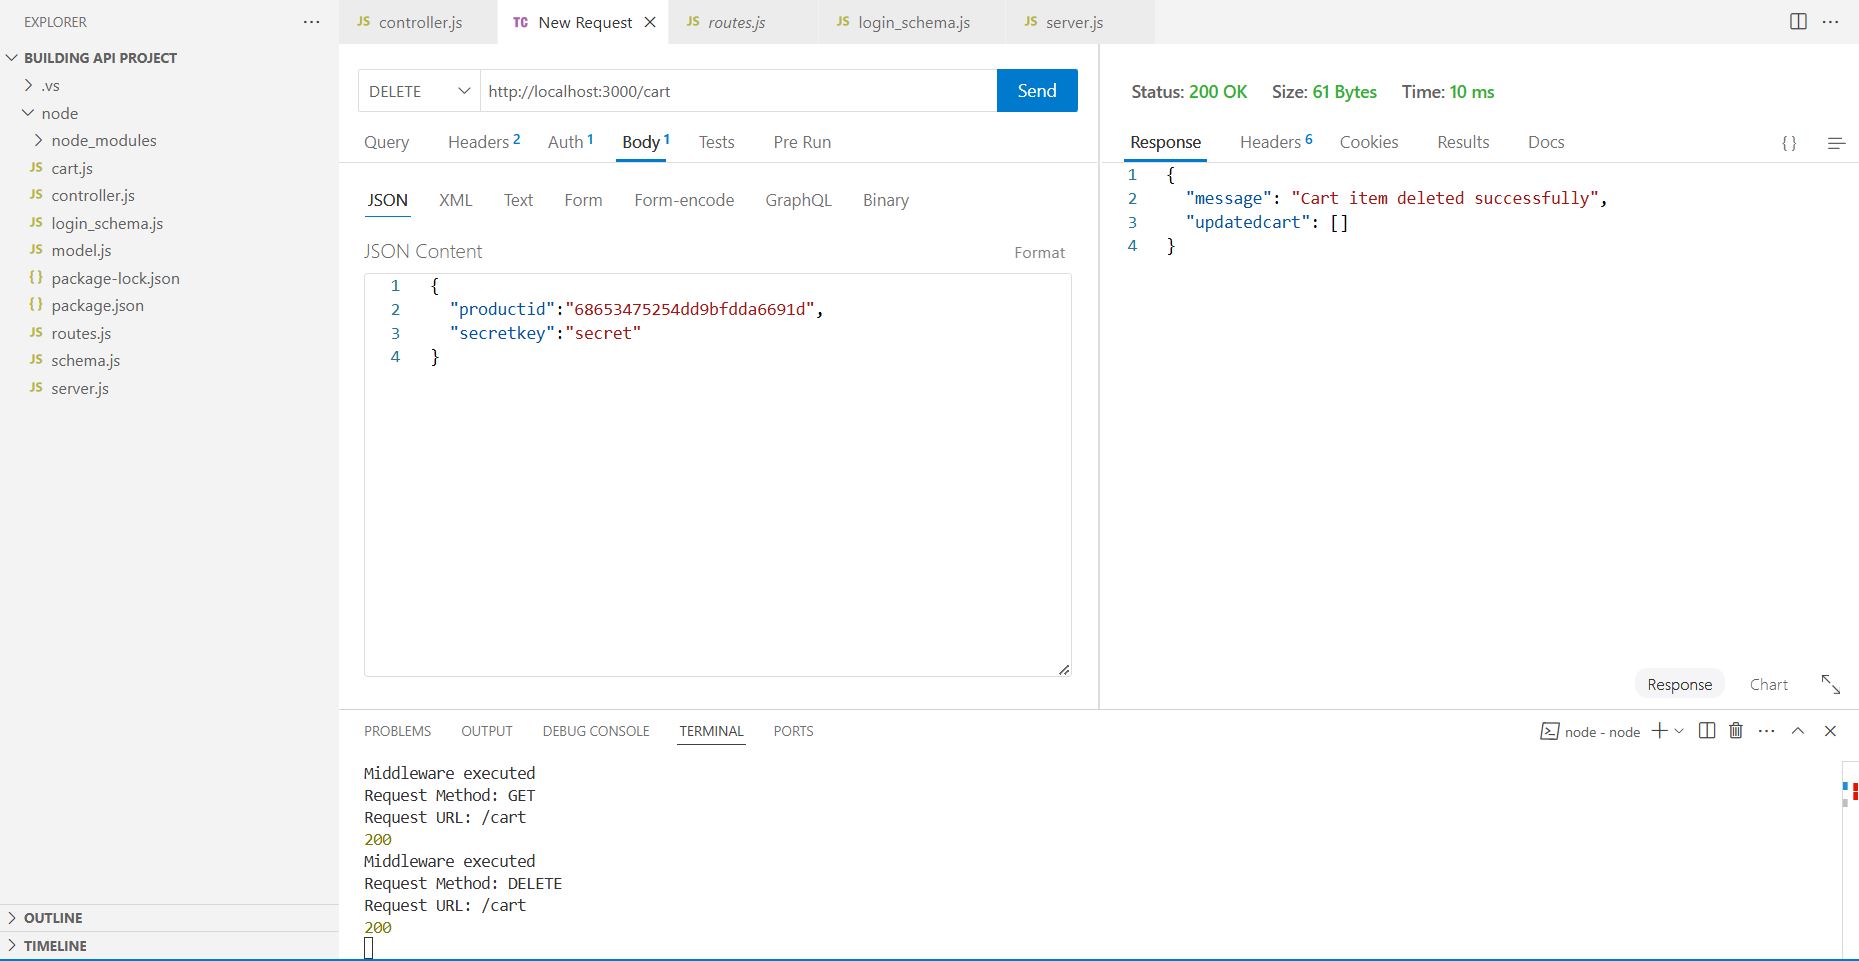 EXPLORER
BUILDING API PROJECT
.vs
node
node_modules
JS cart.js
JS controller.js
JS login_schema.js
JS model.js
{} package-lock.json
{} package.json
JS routes.js
JS schema.js
JS server.js
OUTLINE
TIMELINE
JS controller.js
TC New Request
JS routes.js
JS login_schema.js
JS server.js
DELETE http://localhost:3000/cart Send
Query Headers 2 Auth 1 Body 1 Tests Pre Run
JSON XML Text Form Form-encode GraphQL Binary
JSON Content Format
1 {
2 "productid":"68653475254dd9bfdda6691d",
3 "secretkey":"secret"
4 }
Status: 200 OK Size: 61 Bytes Time: 10 ms
Response Headers 6 Cookies Results Docs { }
1 {
2 "message": "Cart item deleted successfully",
3 "updatedcart": []
4 }
Response Chart
PROBLEMS OUTPUT DEBUG CONSOLE TERMINAL PORTS
node - node
Middleware executed
Request Method: GET
Request URL: /cart
200
Middleware executed
Request Method: DELETE
Request URL: /cart
200